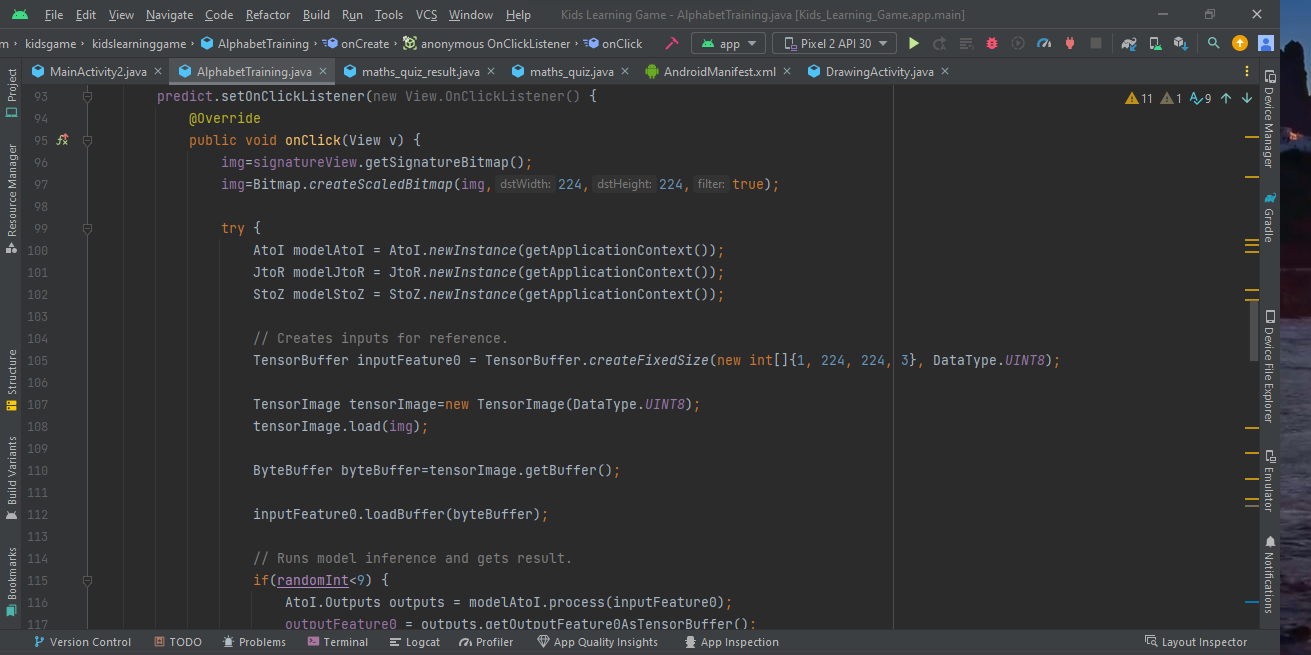 File Edit View Navigate Code Refactor Build Run Tools VCS Window Help Kids Learning Game - AlphabetTraining.java [Kids_Learning_Game.app.main]
m kidsgame kidslearninggame AlphabetTraining onCreate anonymous OnClickListener onClick app Pixel 2 API 30
MainActivity2.java AlphabetTraining.java maths_quiz_result.java maths_quiz.java AndroidManifest.xml DrawingActivity.java
Project
Resource Manager
Structure
Build Variants
Bookmarks
11 1 9
93 predict.setOnClickListener(new View.OnClickListener() {
94 @Override
95 public void onClick(View v) {
96 img=signatureView.getSignatureBitmap();
97 img=Bitmap.createScaledBitmap(img, dstWidth: 224, dstHeight: 224, filter: true);
98
99 try {
100 AtoI modelAtoI = AtoI.newInstance(getApplicationContext());
101 JtoR modelJtoR = JtoR.newInstance(getApplicationContext());
102 StoZ modelStoZ = StoZ.newInstance(getApplicationContext());
103
104 // Creates inputs for reference.
105 TensorBuffer inputFeature0 = TensorBuffer.createFixedSize(new int[]{1, 224, 224, 3}, DataType.UINT8);
106
107 TensorImage tensorImage=new TensorImage(DataType.UINT8);
108 tensorImage.load(img);
109
110 ByteBuffer byteBuffer=tensorImage.getBuffer();
111
112 inputFeature0.loadBuffer(byteBuffer);
113
114 // Runs model inference and gets result.
115 if(randomInt<9) {
116 AtoI.Outputs outputs = modelAtoI.process(inputFeature0);
117 outputFeature0 = outputs.getOutputFeature0AsTensorBuffer();
Device Manager
Gradle
Device File Explorer
Emulator
Notifications
Version Control TODO Problems Terminal Logcat Profiler App Quality Insights App Inspection Layout Inspector